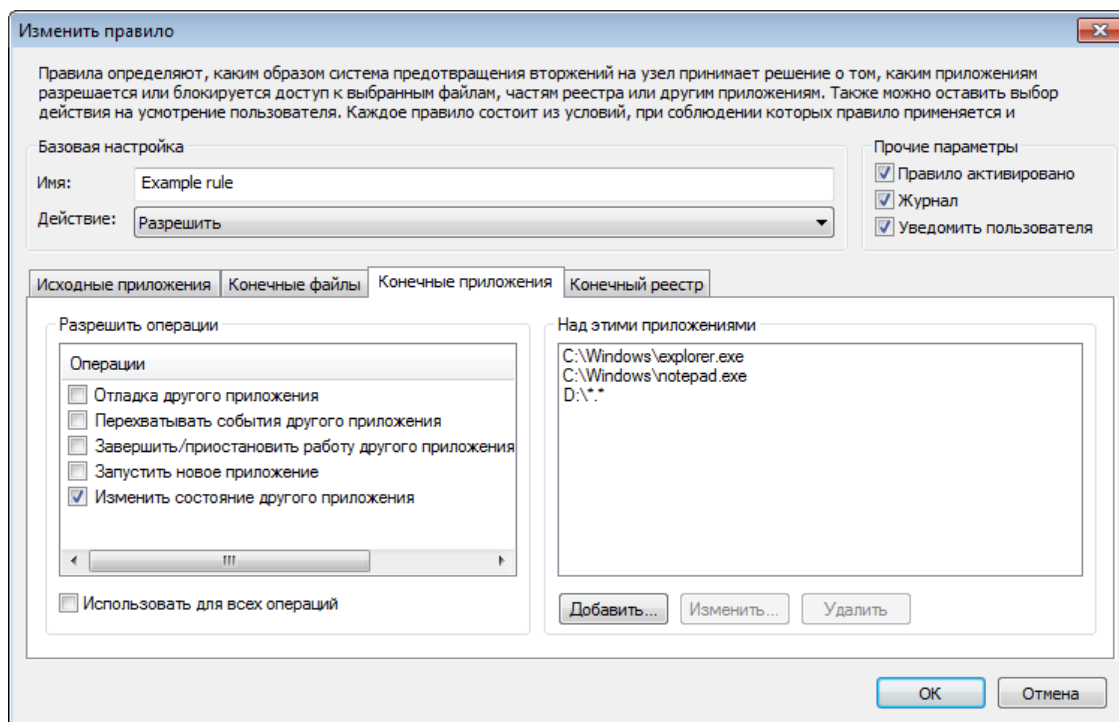 Изменить правило
Правила определяют, каким образом система предотвращения вторжений на узел принимает решение о том, каким приложениям
разрешается или блокируется доступ к выбранным файлам, частям реестра или другим приложениям. Также можно оставить выбор
действия на усмотрение пользователя. Каждое правило состоит из условий, при соблюдении которых правило применяется и
Базовая настройка
Имя:
Example rule
Действие:
Разрешить
Прочие параметры
Правило активировано
Журнал
Уведомить пользователя
Исходные приложения
Конечные файлы
Конечные приложения
Конечный реестр
Разрешить операции
Операции
Отладка другого приложения
Перехватывать события другого приложения
Завершить/приостановить работу другого приложения
Запустить новое приложение
Изменить состояние другого приложения
Использовать для всех операций
Над этими приложениями
C:\Windows\explorer.exe
C:\Windows\notepad.exe
D:\*.*
Добавить...
Изменить...
Удалить
ОК
Отмена